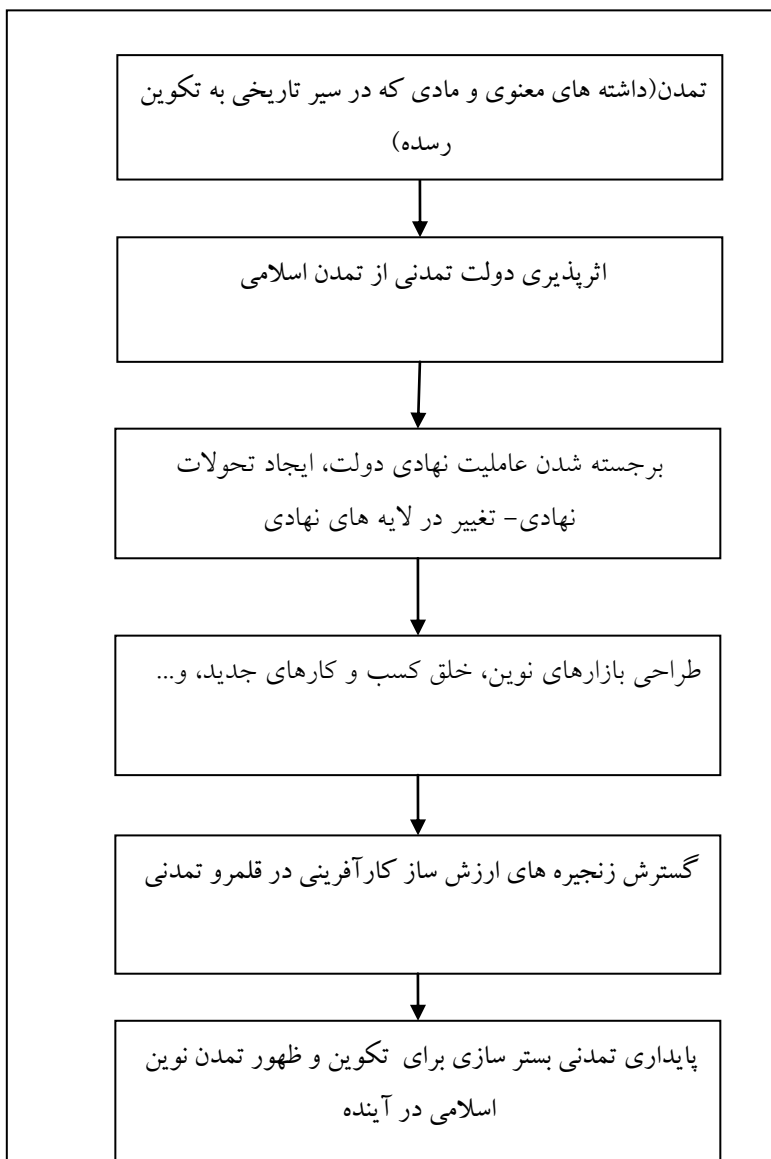 تمدن(داشته های معنوی و مادی که در سیر تاریخی به تکوین
رسده)
اثرپذیری دولت تمدنی از تمدن اسلامی
برجسته شدن عاملیت نهادی دولت، ایجاد تحولات
نهادی- تغییر در لایه های نهادی
طراحی بازارهای نوین، خلق کسب و کارهای جدید، و...
گسترش زنجیره های ارزش ساز کارآفرینی در قلمرو تمدنی
پایداری تمدنی بستر سازی برای تکوین و ظهور تمدن نوین
اسلامی در آینده